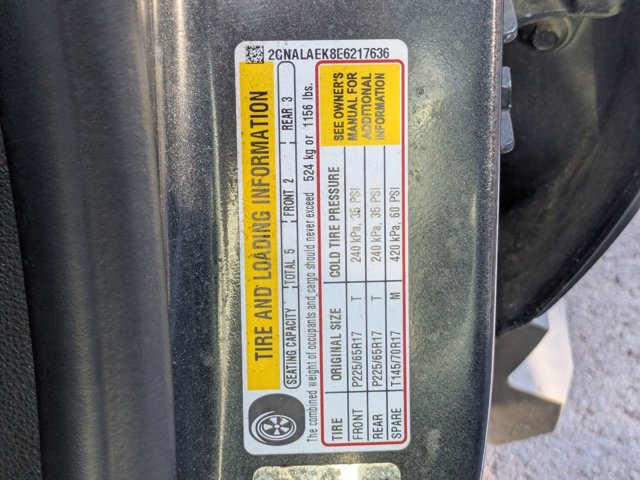 2GNALAEK8E6217636
TIRE AND LOADING INFORMATION
SEATING CAPACITY TOTAL 5 FRONT 2 REAR 3
The combined weight of occupants and cargo should never exceed 524 kg or 1156 lbs.
TIRE ORIGINAL SIZE COLD TIRE PRESSURE
FRONT P225/65R17 T 240 kPa, 35 PSI
REAR P225/65R17 T 240 kPa, 35 PSI
SPARE T145/70R17 M 420 kPa, 60 PSI
SEE OWNER'S
MANUAL FOR
ADDITIONAL
INFORMATION